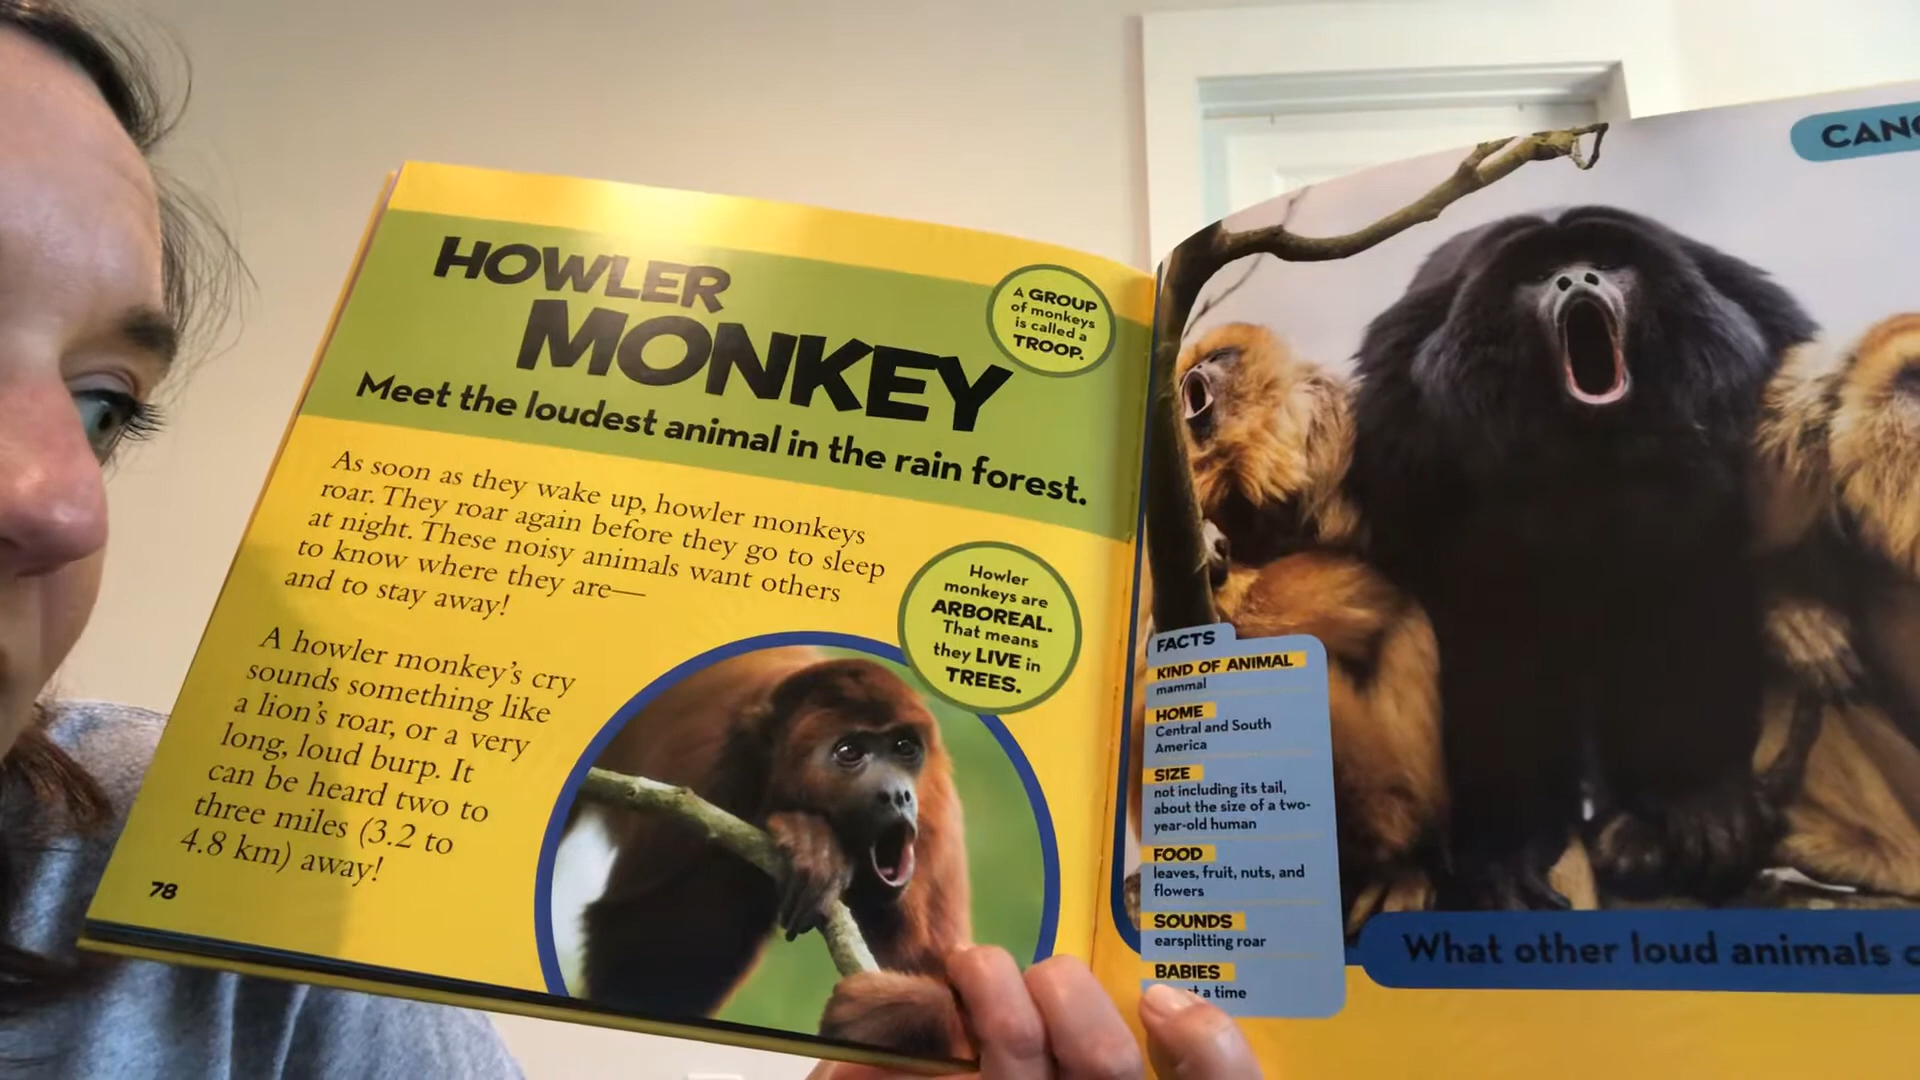 HOWLER
MONKEY
Meet the loudest animal in the rain forest.
A GROUP
of monkeys
is called a
TROOP.
As soon as they wake up, howler monkeys
roar. They roar again before they go to sleep
at night. These noisy animals want others
to know where they are—
and to stay away!
Howler
monkeys are
ARBOREAL.
That means
they LIVE in
TREES.
A howler monkey's cry
sounds something like
a lion's roar, or a very
long, loud burp. It
can be heard two to
three miles (3.2 to
4.8 km) away!
78
FACTS
KIND OF ANIMAL
mammal
HOME
Central and South
America
SIZE
not including its tail,
about the size of a two-
year-old human
FOOD
leaves, fruit, nuts, and
flowers
SOUNDS
earsplitting roar
BABIES
a time
What other loud animals